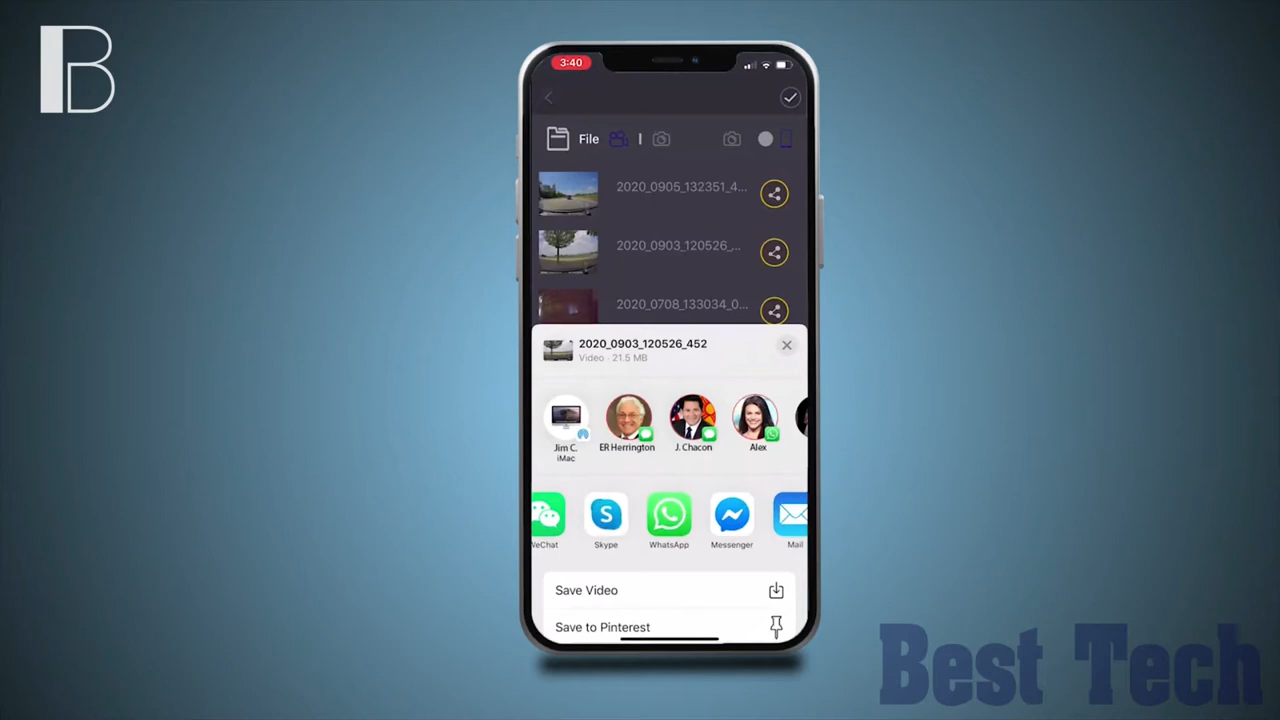 B
3:40
File
2020_0905_132351_4...
2020_0903_120526_...
2020_0708_133034_0...
2020_0903_120526_452
Video · 21.5 MB
Jim C.
iMac
ER Herrington
J. Chacon
Alex
WeChat
Skype
WhatsApp
Messenger
Mail
Save Video
Save to Pinterest
Best Tech